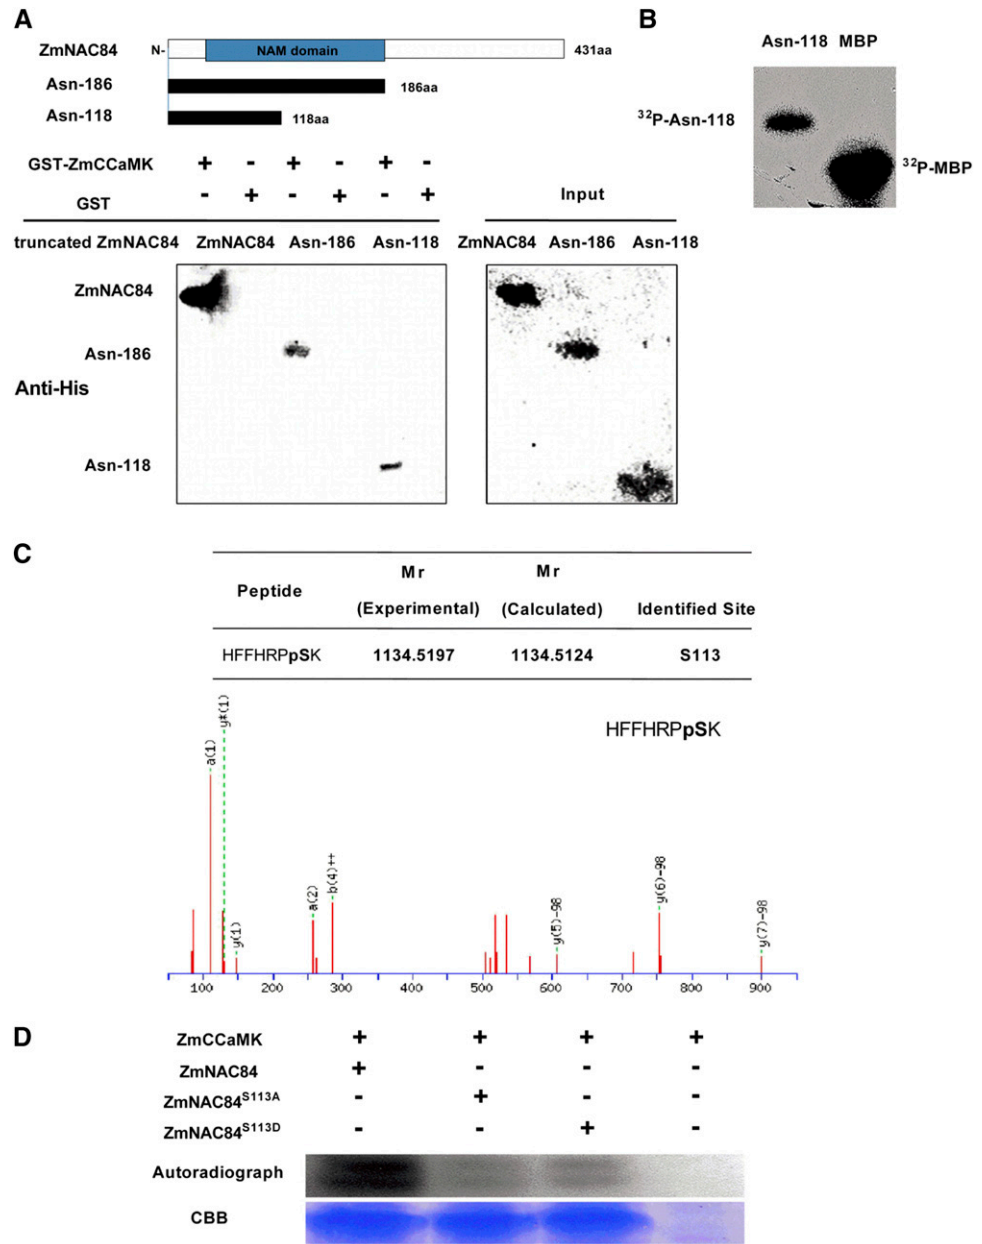 A
ZmNAC84 N- NAM domain 431aa
Asn-186 186aa
Asn-118 118aa
GST-ZmCCaMK + - + - + -
GST - + - + - +
Input
truncated ZmNAC84 ZmNAC84 Asn-186 Asn-118 ZmNAC84 Asn-186 Asn-118
ZmNAC84
Asn-186
Anti-His
Asn-118
B
Asn-118 MBP
³²P-Asn-118
³²P-MBP
C
Peptide Mr (Experimental) Mr (Calculated) Identified Site
HFFHRPpSK 1134.5197 1134.5124 S113
HFFHRPpSK
a(1) y*(1) y(1) a(2) b(4)++ y(5)-98 y(6)-98 y(7)-98
100 200 300 400 500 600 700 800 900
D
ZmCCaMK + + + +
ZmNAC84 + - - -
ZmNAC84S113A - + - -
ZmNAC84S113D - - + -
Autoradiograph
CBB